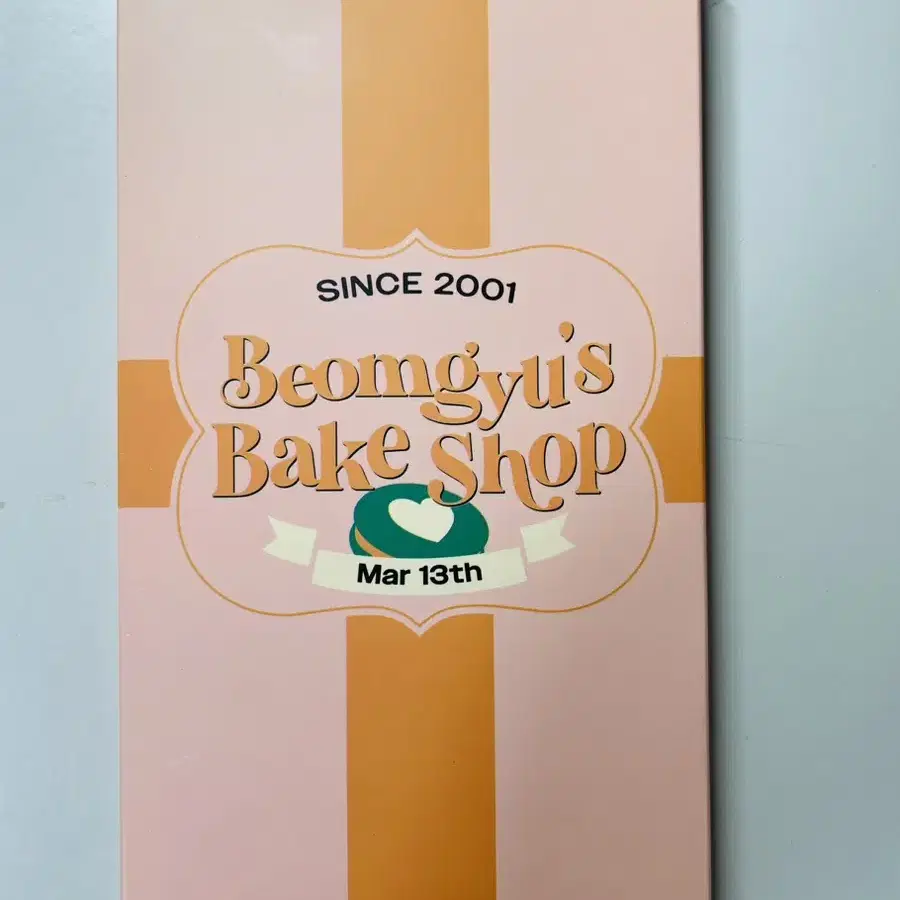 SINCE 2001
Beomgyu's
Bake Shop
Mar 13th